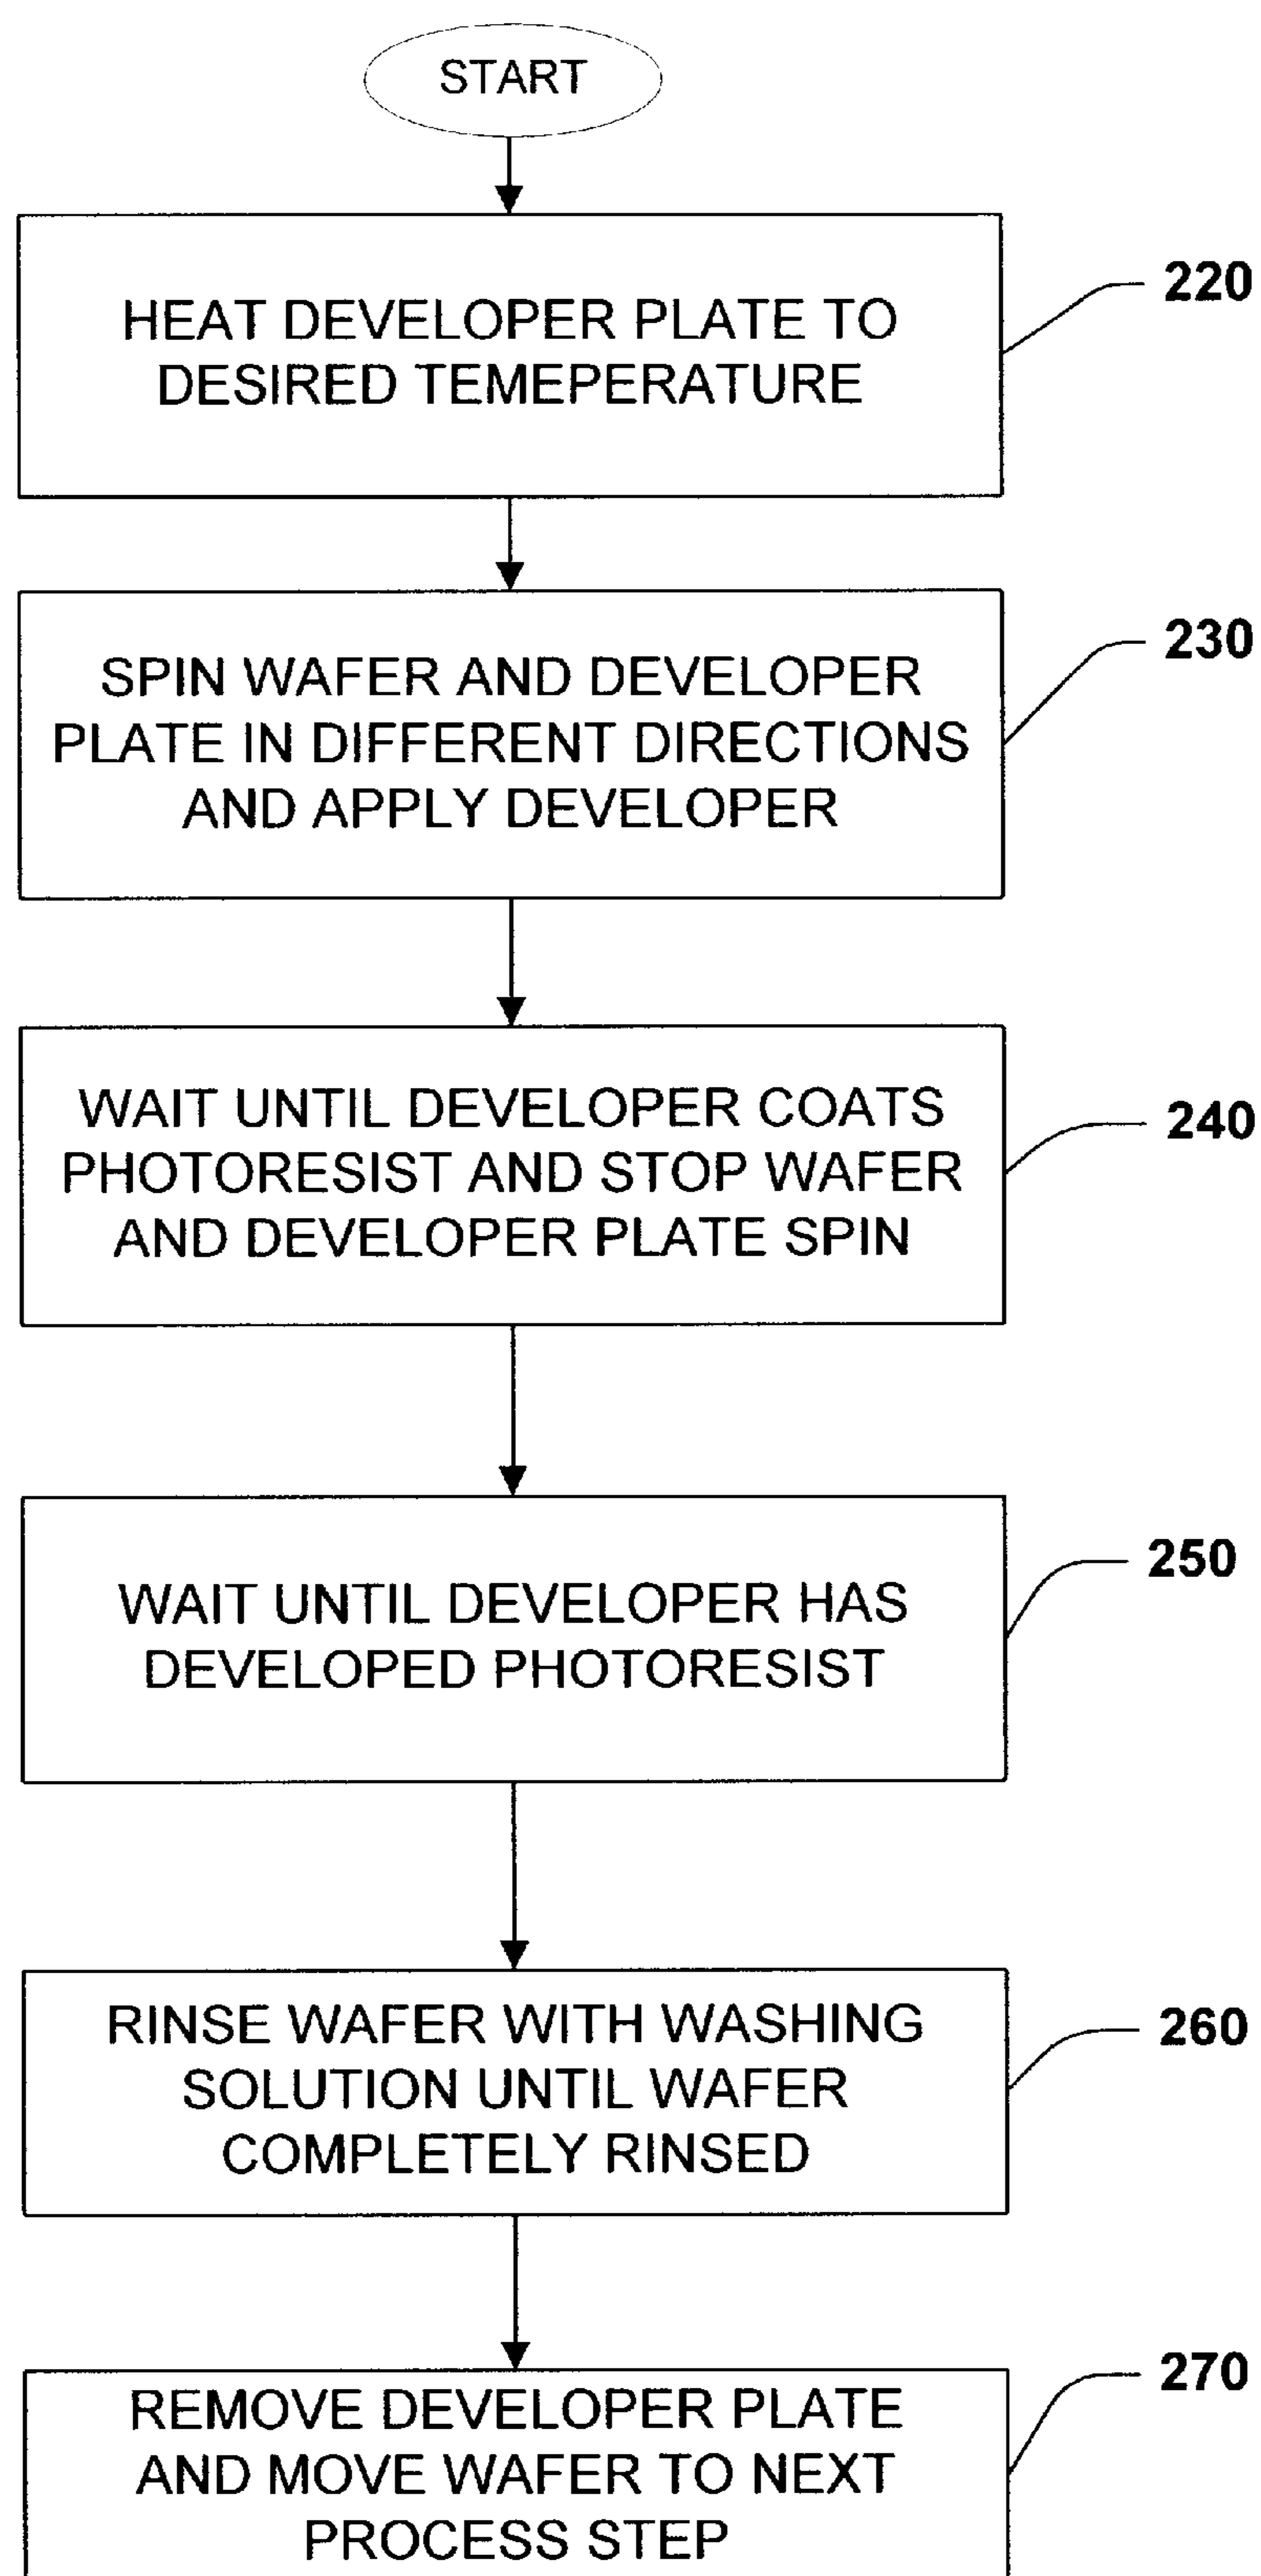 START
HEAT DEVELOPER PLATE TO
DESIRED TEMEPERATURE
220
SPIN WAFER AND DEVELOPER
PLATE IN DIFFERENT DIRECTIONS
AND APPLY DEVELOPER
230
WAIT UNTIL DEVELOPER COATS
PHOTORESIST AND STOP WAFER
AND DEVELOPER PLATE SPIN
240
WAIT UNTIL DEVELOPER HAS
DEVELOPED PHOTORESIST
250
RINSE WAFER WITH WASHING
SOLUTION UNTIL WAFER
COMPLETELY RINSED
260
REMOVE DEVELOPER PLATE
AND MOVE WAFER TO NEXT
PROCESS STEP
270